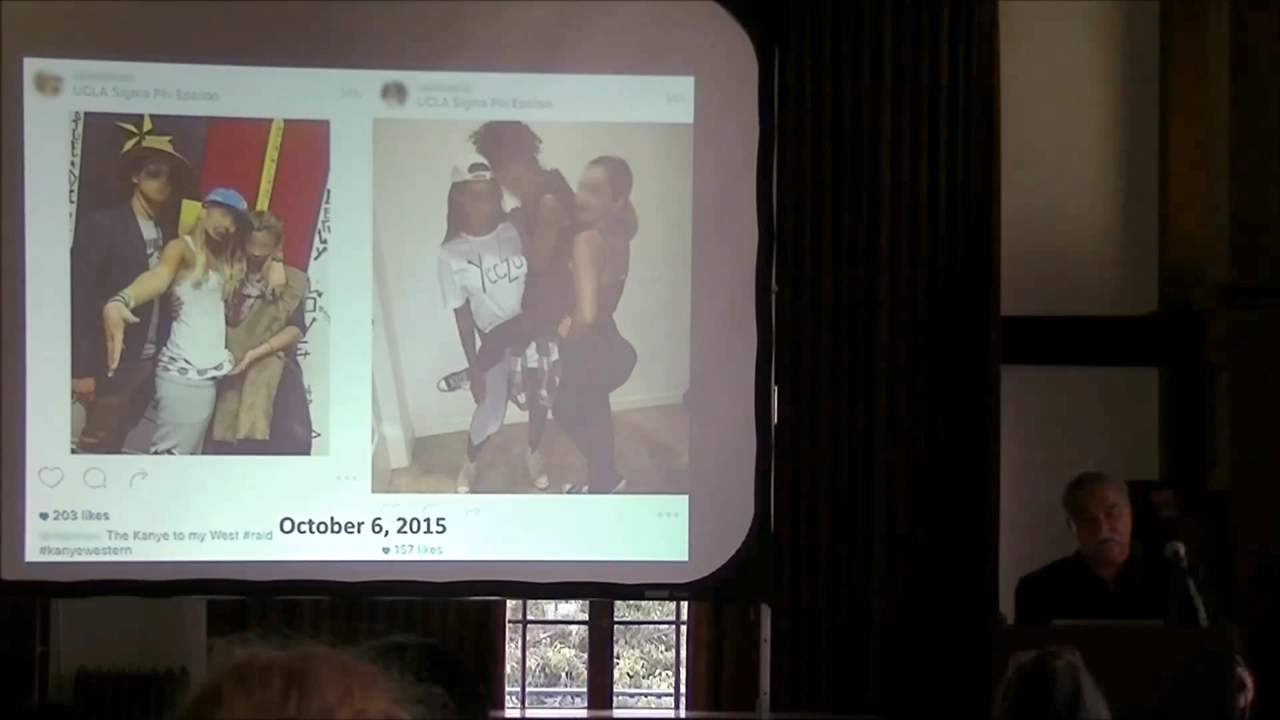 UCLA Sigma Phi Epsilon
UCLA Sigma Phi Epsilon
YeeZu
203 likes
The Kanye to my West #raid
#kanyewestern
October 6, 2015
157 likes